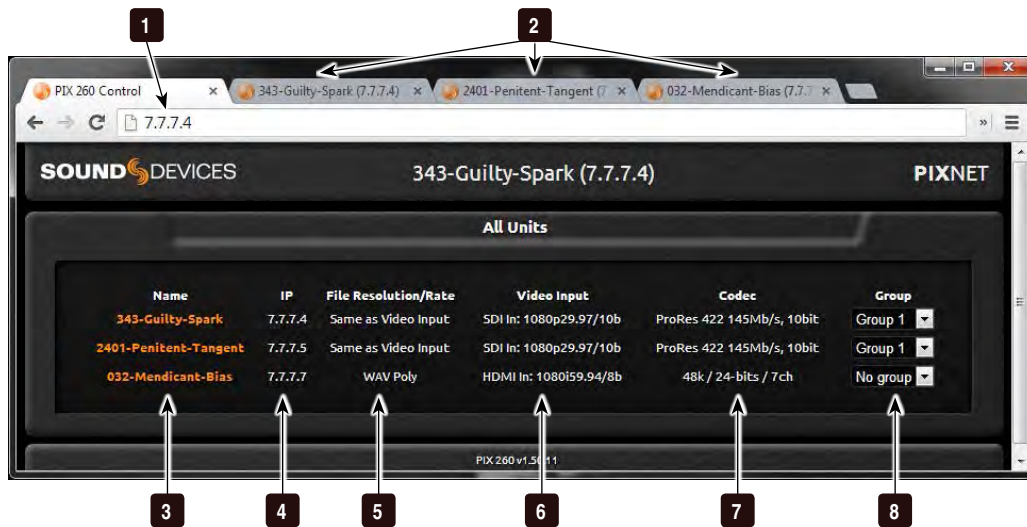 1
2
PIX 260 Control
343-Guilty-Spark (7.7.7.4)
2401-Penitent-Tangent (7
032-Mendicant-Bias (7.7.7
7.7.7.4
SOUND DEVICES
343-Guilty-Spark (7.7.7.4)
PIXNET
All Units
Name IP File Resolution/Rate Video Input Codec Group
343-Guilty-Spark 7.7.7.4 Same as Video Input SDI In: 1080p29.97/10b ProRes 422 145Mb/s, 10bit Group 1
2401-Penitent-Tangent 7.7.7.5 Same as Video Input SDI In: 1080p29.97/10b ProRes 422 145Mb/s, 10bit Group 1
032-Mendicant-Bias 7.7.7.7 WAV Poly HDMI In: 1080i59.94/8b 48k / 24-bits / 7ch No group
PIX 260
3 4 5 6 7 8